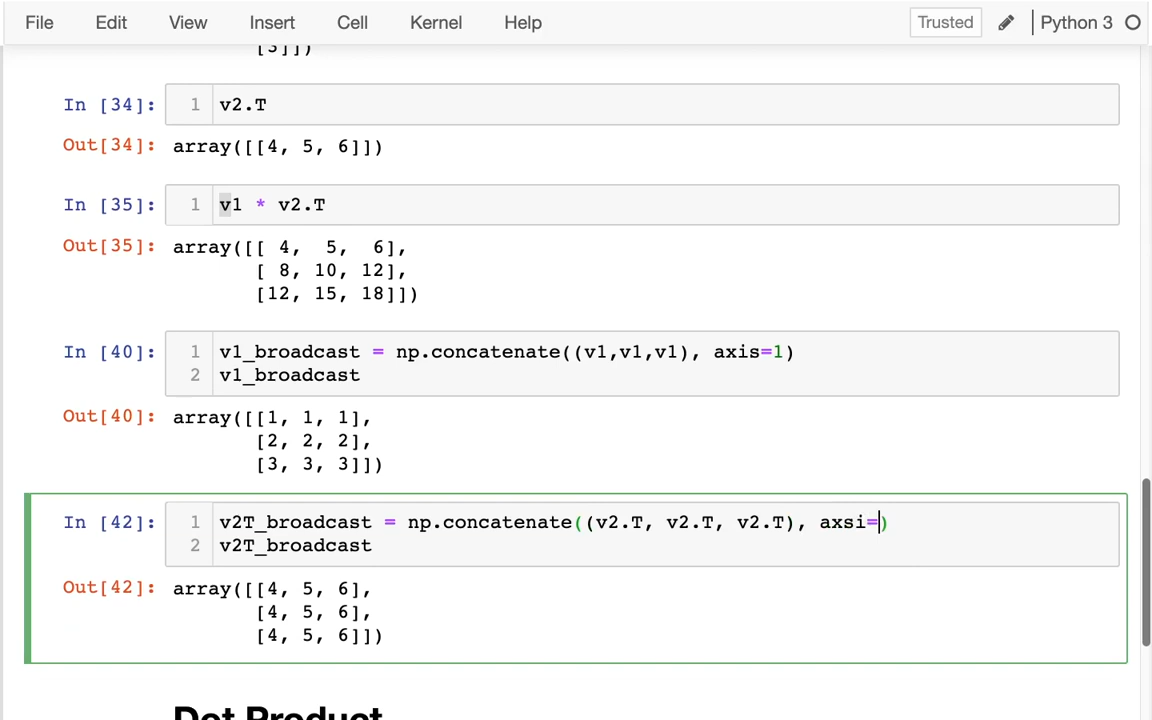 File Edit View Insert Cell Kernel Help Trusted Python 3
[3]])
In [34]: 1 v2.T
Out[34]: array([[4, 5, 6]])
In [35]: 1 v1 * v2.T
Out[35]: array([[ 4, 5, 6],
[ 8, 10, 12],
[12, 15, 18]])
In [40]: 1 v1_broadcast = np.concatenate((v1,v1,v1), axis=1)
2 v1_broadcast
Out[40]: array([[1, 1, 1],
[2, 2, 2],
[3, 3, 3]])
In [42]: 1 v2T_broadcast = np.concatenate((v2.T, v2.T, v2.T), axsi=)
2 v2T_broadcast
Out[42]: array([[4, 5, 6],
[4, 5, 6],
[4, 5, 6]])
Dot Product